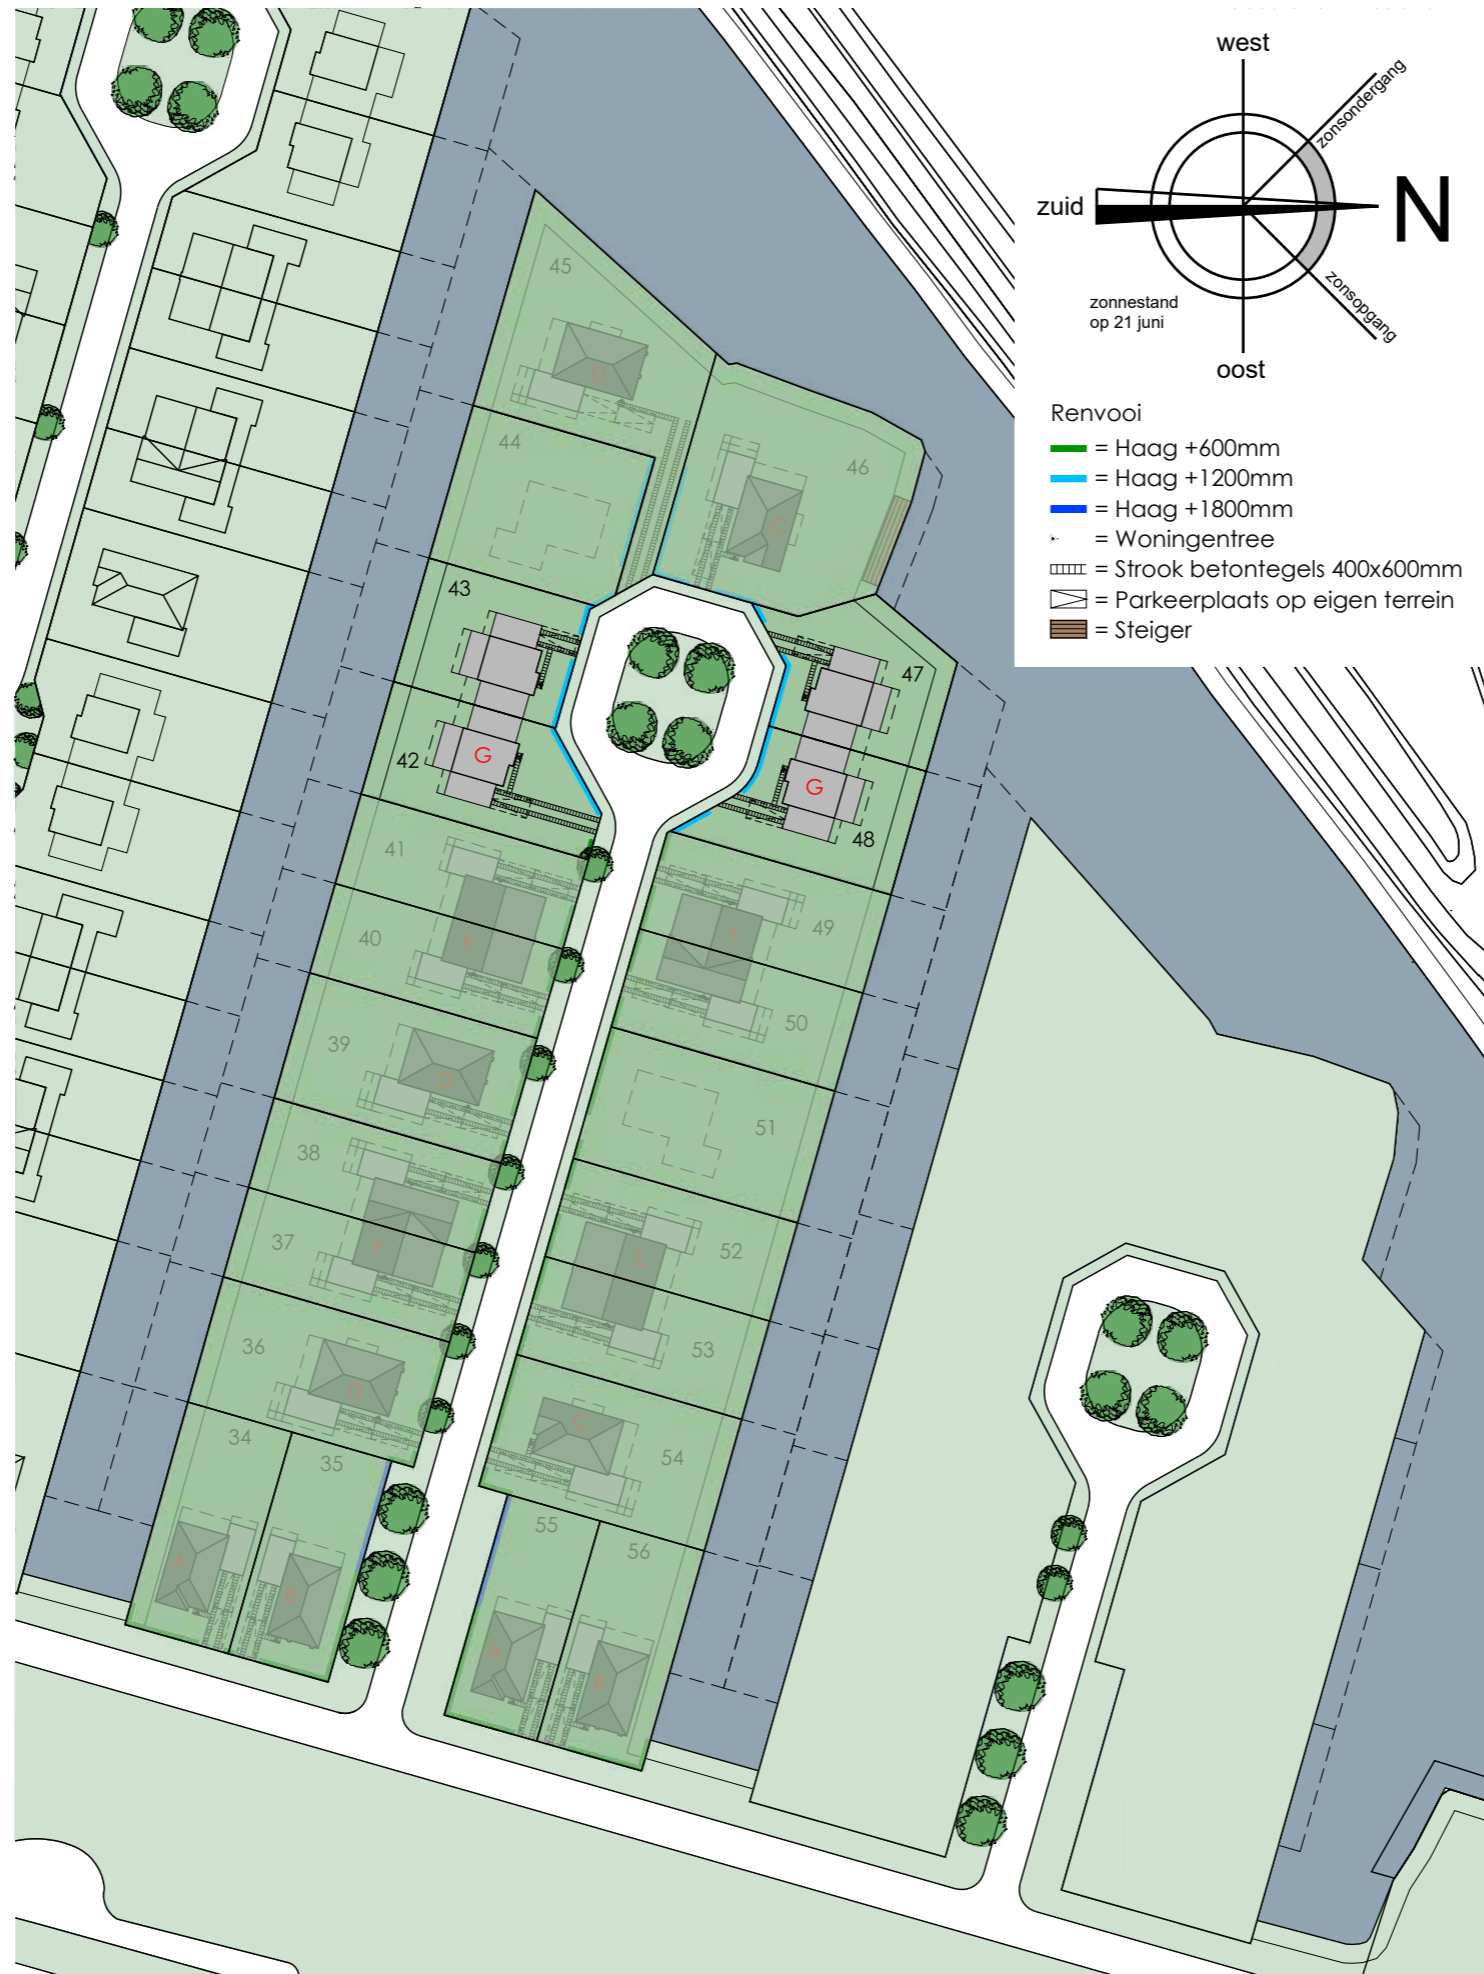 west
zonsondergang
zuid
N
zonsopgang
zonnestand
op 21 juni
oost
Renvooi
= Haag +600mm
= Haag +1200mm
= Haag +1800mm
= Woningentree
= Strook betontegels 400x600mm
= Parkeerplaats op eigen terrein
= Steiger
45
D
44
46
C
43
47
42
G
G
48
41
40
49
50
39
D
51
38
37
F
52
53
36
D
C
54
34
35
55
56
A
B
A
B